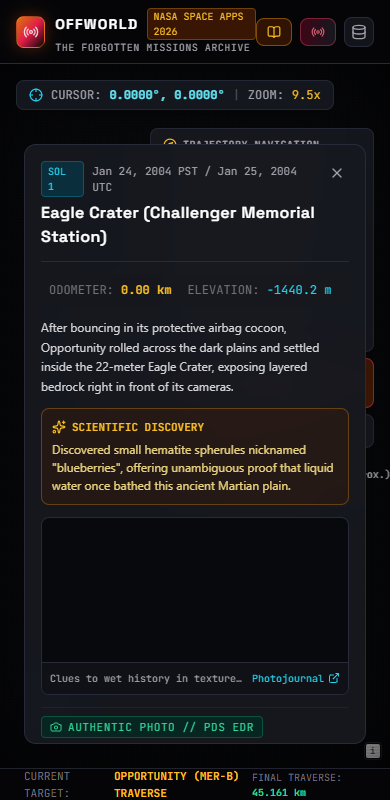 OFFWORLD
NASA SPACE APPS
2026
THE FORGOTTEN MISSIONS ARCHIVE
CURSOR: 0.0000°, 0.0000° | ZOOM: 9.5x
TRAJECTORY NAVIGATION
SOL
1
Jan 24, 2004 PST / Jan 25, 2004
UTC
Eagle Crater (Challenger Memorial
Station)
ODOMETER: 0.00 km ELEVATION: -1440.2 m
After bouncing in its protective airbag cocoon,
Opportunity rolled across the dark plains and settled
inside the 22-meter Eagle Crater, exposing layered
bedrock right in front of its cameras.
SCIENTIFIC DISCOVERY
Discovered small hematite spherules nicknamed
"blueberries", offering unambiguous proof that liquid
water once bathed this ancient Martian plain.
ox.)
Clues to wet history in texture… Photojournal
AUTHENTIC PHOTO // PDS EDR
i
CURRENT
TARGET:
OPPORTUNITY (MER-B)
TRAVERSE
FINAL TRAVERSE:
45.161 km